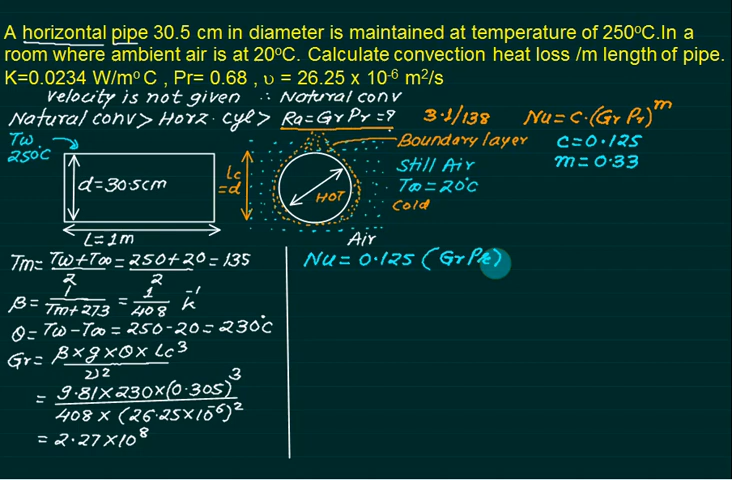 A horizontal pipe 30.5 cm in diameter is maintained at temperature of 250°C.In a
room where ambient air is at 20°C. Calculate convection heat loss /m length of pipe.
K=0.0234 W/m°C , Pr= 0.68 , υ = 26.25 x 10⁻⁶ m²/s
Velocity is not given ∴ Natural conv
Natural conv > Horz. cyl > Ra=Gr Pr =? 3.1/138 Nu=C.(Gr Pr)^m
Tw
250°C
Boundary layer
C=0.125
m=0.33
d=30.5cm
Lc
=d
HOT
Still Air
T∞=20°C
Cold
L=1m
Air
Tm=Tw+T∞/2=250+20/2=135
β=1/Tm+273=1/408 k⁻¹
θ=Tw-T∞=250-20=230°C
Gr=β×g×θ×Lc³/υ²
=9.81×230×(0.305)³/408×(26.25×10⁻⁶)²
=2.27×10⁸
Nu=0.125 (Gr Pr)